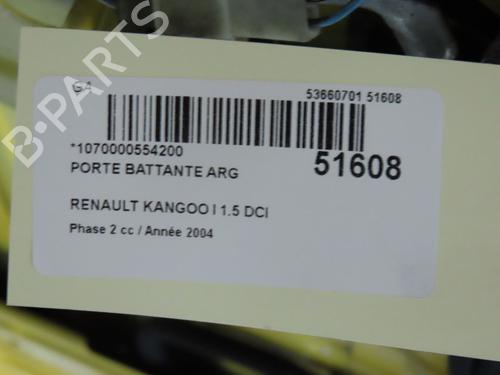 B-PARTS
G4
53660701 51608
*1070000554200
51608
PORTE BATTANTE ARG
RENAULT KANGOO I 1.5 DCI
Phase 2 cc / Année 2004